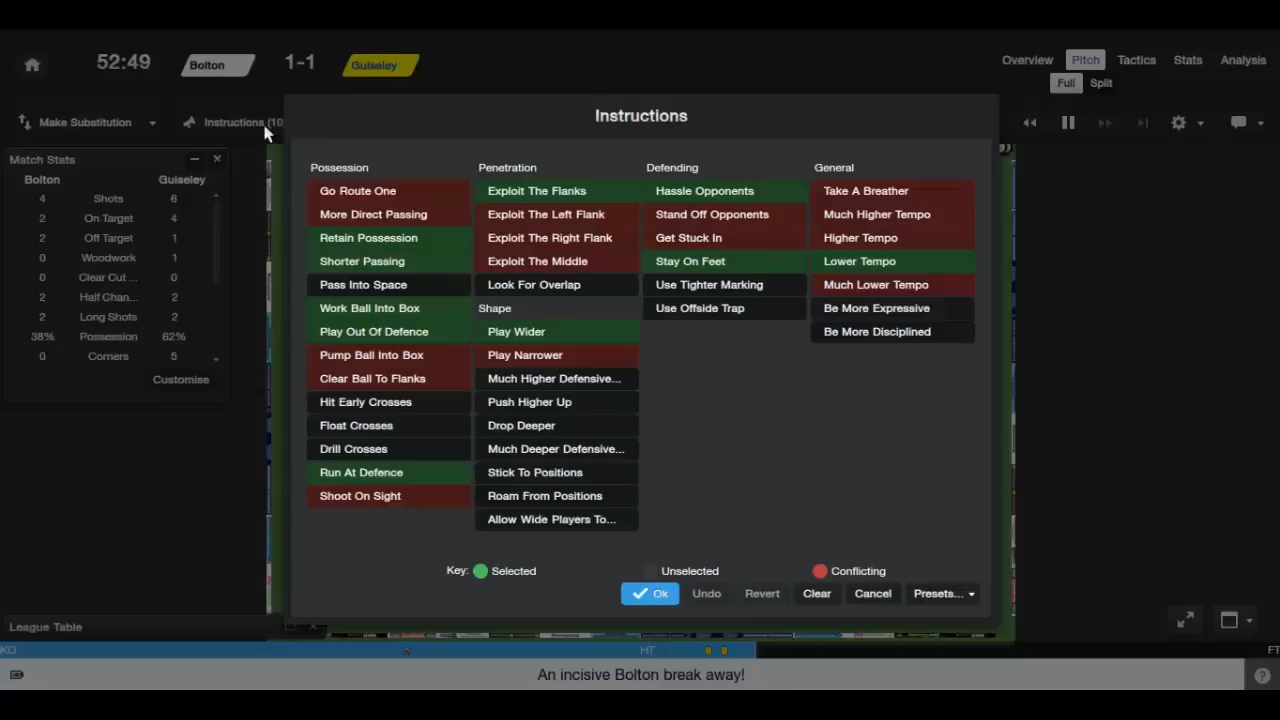 52:49
Bolton
1-1
Guiseley
Overview
Pitch
Tactics
Stats
Analysis
Full
Split
Make Substitution
Instructions (10
Match Stats
Bolton
Guiseley
4 Shots 6
2 On Target 4
2 Off Target 1
0 Woodwork 1
0 Clear Cut ... 0
2 Half Chan... 2
2 Long Shots 2
38% Possession 62%
0 Corners 5
Customise
Instructions
Possession
Go Route One
More Direct Passing
Retain Possession
Shorter Passing
Pass Into Space
Work Ball Into Box
Play Out Of Defence
Pump Ball Into Box
Clear Ball To Flanks
Hit Early Crosses
Float Crosses
Drill Crosses
Run At Defence
Shoot On Sight
Penetration
Exploit The Flanks
Exploit The Left Flank
Exploit The Right Flank
Exploit The Middle
Look For Overlap
Shape
Play Wider
Play Narrower
Much Higher Defensive...
Push Higher Up
Drop Deeper
Much Deeper Defensive...
Stick To Positions
Roam From Positions
Allow Wide Players To...
Defending
Hassle Opponents
Stand Off Opponents
Get Stuck In
Stay On Feet
Use Tighter Marking
Use Offside Trap
General
Take A Breather
Much Higher Tempo
Higher Tempo
Lower Tempo
Much Lower Tempo
Be More Expressive
Be More Disciplined
Key: Selected
Unselected
Conflicting
Ok
Undo
Revert
Clear
Cancel
Presets...
League Table
KO
HT
FT
An incisive Bolton break away!
?